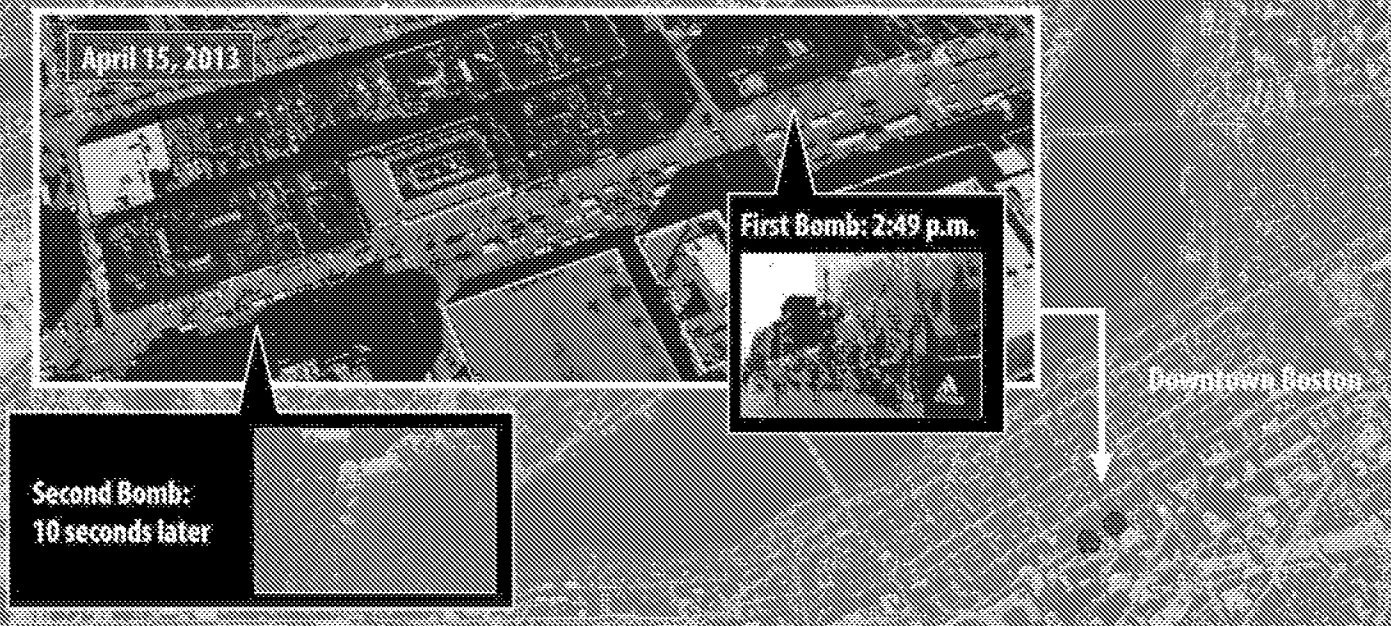 April 15, 2013
First Bomb: 2:49 p.m.
Downtown Boston
Second Bomb:
10 seconds later